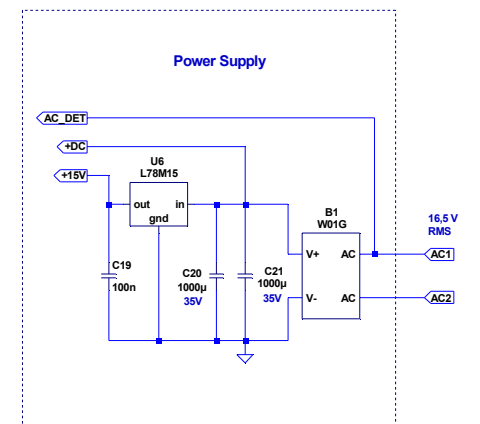 Power Supply
AC_DET
+DC
+15V
U6
L78M15
out
in
gnd
B1
W01G
V+
AC
V-
AC
16,5 V
RMS
AC1
AC2
C19
100n
C20
1000µ
35V
C21
1000µ
35V